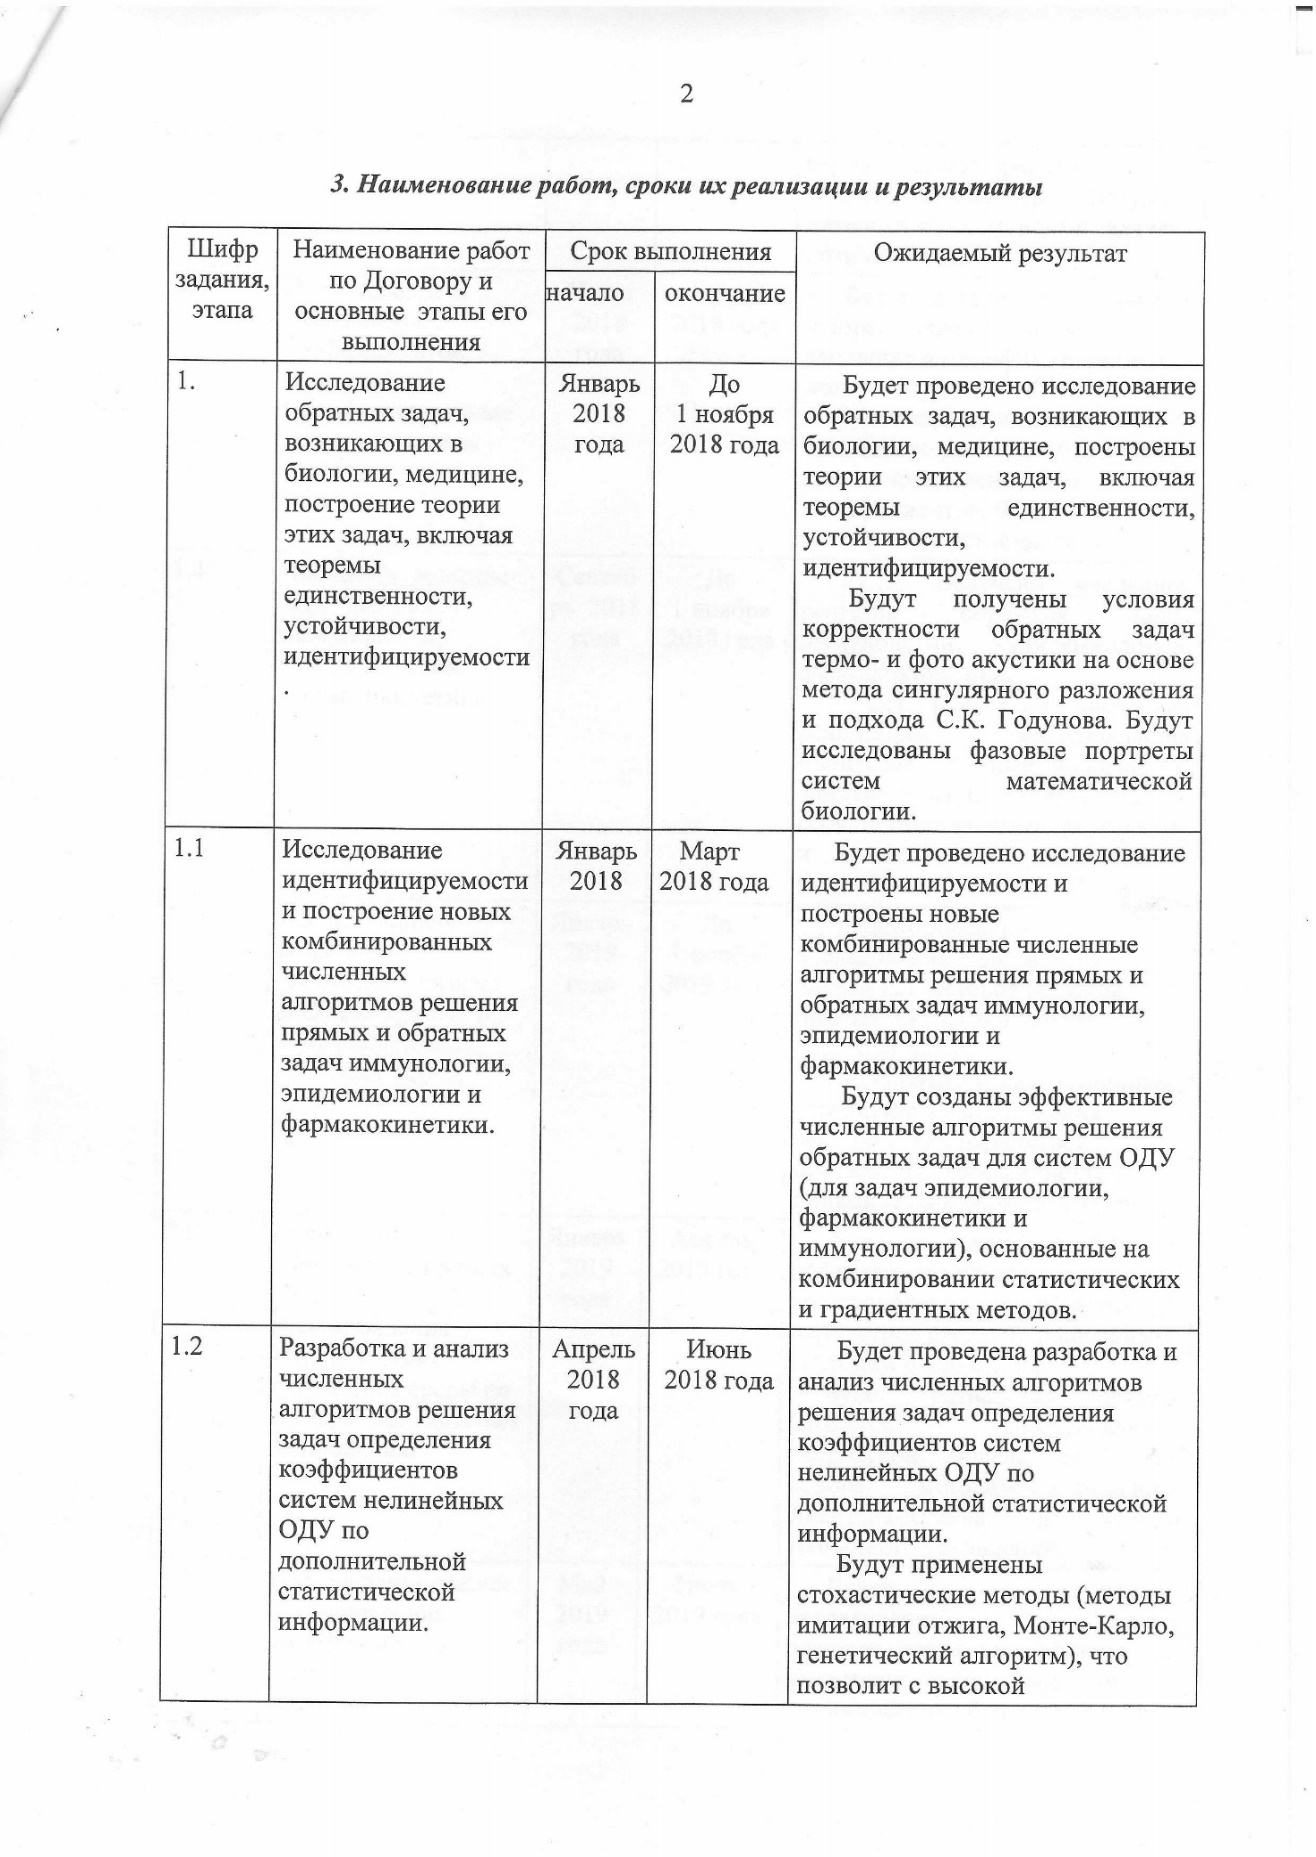 2
3. Наименование работ, сроки их реализации и результаты
Шифр
задания,
этапа
Наименование работ
по Договору и
основные этапы его
выполнения
Срок выполнения
начало
окончание
Ожидаемый результат
1.
Исследование
обратных задач,
возникающих в
биологии, медицине,
построение теории
этих задач, включая
теоремы
единственности,
устойчивости,
идентифицируемости
.
Январь
2018
года
До
1 ноября
2018 года
Будет проведено исследование
обратных задач, возникающих в
биологии, медицине, построены
теории этих задач, включая
теоремы единственности,
устойчивости,
идентифицируемости.
Будут получены условия
корректности обратных задач
термо- и фото акустики на основе
метода сингулярного разложения
и подхода С.К. Годунова. Будут
исследованы фазовые портреты
систем математической
биологии.
1.1
Исследование
идентифицируемости
и построение новых
комбинированных
численных
алгоритмов решения
прямых и обратных
задач иммунологии,
эпидемиологии и
фармакокинетики.
Январь
2018
Март
2018 года
Будет проведено исследование
идентифицируемости и
построены новые
комбинированные численные
алгоритмы решения прямых и
обратных задач иммунологии,
эпидемиологии и
фармакокинетики.
Будут созданы эффективные
численные алгоритмы решения
обратных задач для систем ОДУ
(для задач эпидемиологии,
фармакокинетики и
иммунологии), основанные на
комбинировании статистических
и градиентных методов.
1.2
Разработка и анализ
численных
алгоритмов решения
задач определения
коэффициентов
систем нелинейных
ОДУ по
дополнительной
статистической
информации.
Апрель
2018
года
Июнь
2018 года
Будет проведена разработка и
анализ численных алгоритмов
решения задач определения
коэффициентов систем
нелинейных ОДУ по
дополнительной статистической
информации.
Будут применены
стохастические методы (методы
имитации отжига, Монте-Карло,
генетический алгоритм), что
позволит с высокой